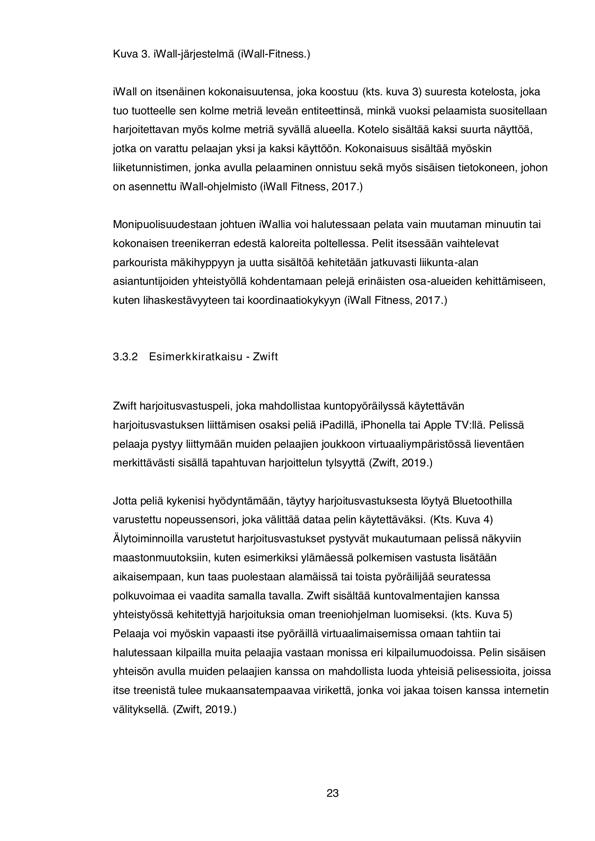 Kuva 3. iWall-järjestelmä (iWall-Fitness.)
iWall on itsenäinen kokonaisuutensa, joka koostuu (kts. kuva 3) suuresta kotelosta, joka
tuo tuotteelle sen kolme metriä leveän entiteettinsä, minkä vuoksi pelaamista suositellaan
harjoitettavan myös kolme metriä syvällä alueella. Kotelo sisältää kaksi suurta näyttöä,
jotka on varattu pelaajan yksi ja kaksi käyttöön. Kokonaisuus sisältää myöskin
liiketunnistimen, jonka avulla pelaaminen onnistuu sekä myös sisäisen tietokoneen, johon
on asennettu iWall-ohjelmisto (iWall Fitness, 2017.)
Monipuolisuudestaan johtuen iWallia voi halutessaan pelata vain muutaman minuutin tai
kokonaisen treenikerran edestä kaloreita poltellessa. Pelit itsessään vaihtelevat
parkourista mäkihyppyyn ja uutta sisältöä kehitetään jatkuvasti liikunta-alan
asiantuntijoiden yhteistyöllä kohdentamaan pelejä erinäisten osa-alueiden kehittämiseen,
kuten lihaskestävyyteen tai koordinaatiokykyyn (iWall Fitness, 2017.)
3.3.2 Esimerkkiratkaisu - Zwift
Zwift harjoitusvastuspeli, joka mahdollistaa kuntopyöräilyssä käytettävän
harjoitusvastuksen liittämisen osaksi peliä iPadillä, iPhonella tai Apple TV:llä. Pelissä
pelaaja pystyy liittymään muiden pelaajien joukkoon virtuaaliympäristössä lieventäen
merkittävästi sisällä tapahtuvan harjoittelun tylsyyttä (Zwift, 2019.)
Jotta peliä kykenisi hyödyntämään, täytyy harjoitusvastuksesta löytyä Bluetoothilla
varustettu nopeussensori, joka välittää dataa pelin käytettäväksi. (Kts. Kuva 4)
Älytoiminnoilla varustetut harjoitusvastukset pystyvät mukautumaan pelissä näkyviin
maastonmuutoksiin, kuten esimerkiksi ylämäessä polkemisen vastusta lisätään
aikaisempaan, kun taas puolestaan alamäissä tai toista pyöräilijää seuratessa
polkuvoimaa ei vaadita samalla tavalla. Zwift sisältää kuntovalmentajien kanssa
yhteistyössä kehitettyjä harjoituksia oman treeniohjelman luomiseksi. (kts. Kuva 5)
Pelaaja voi myöskin vapaasti itse pyöräillä virtuaalimaisemissa omaan tahtiin tai
halutessaan kilpailla muita pelaajia vastaan monissa eri kilpailumuodoissa. Pelin sisäisen
yhteisön avulla muiden pelaajien kanssa on mahdollista luoda yhteisiä pelisessioita, joissa
itse treenistä tulee mukaansatempaavaa virikettä, jonka voi jakaa toisen kanssa internetin
välityksellä. (Zwift, 2019.)
23